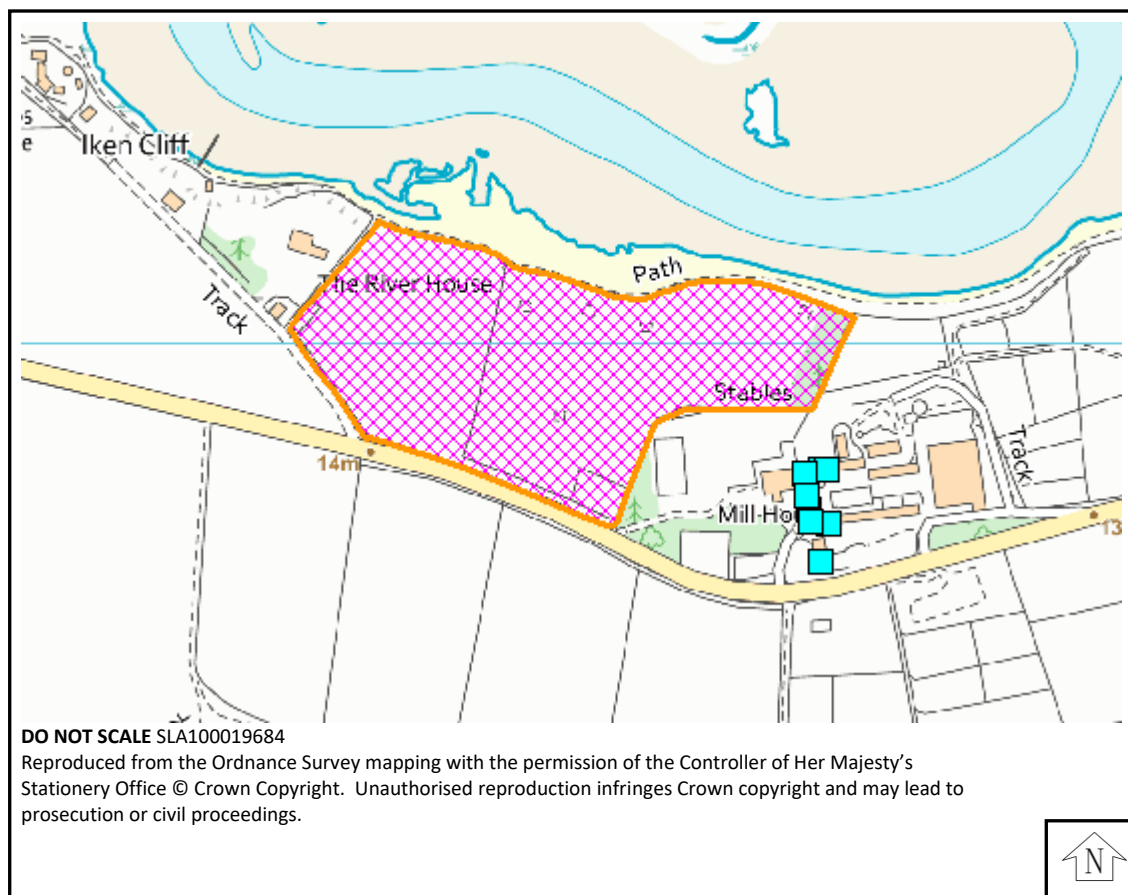 s
e
Iken Cliff
Path
The River House
Track
Stables
14m
Track
Mill Hou
13
DO NOT SCALE SLA100019684
Reproduced from the Ordnance Survey mapping with the permission of the Controller of Her Majesty’s
Stationery Office © Crown Copyright.  Unauthorised reproduction infringes Crown copyright and may lead to
prosecution or civil proceedings.
N